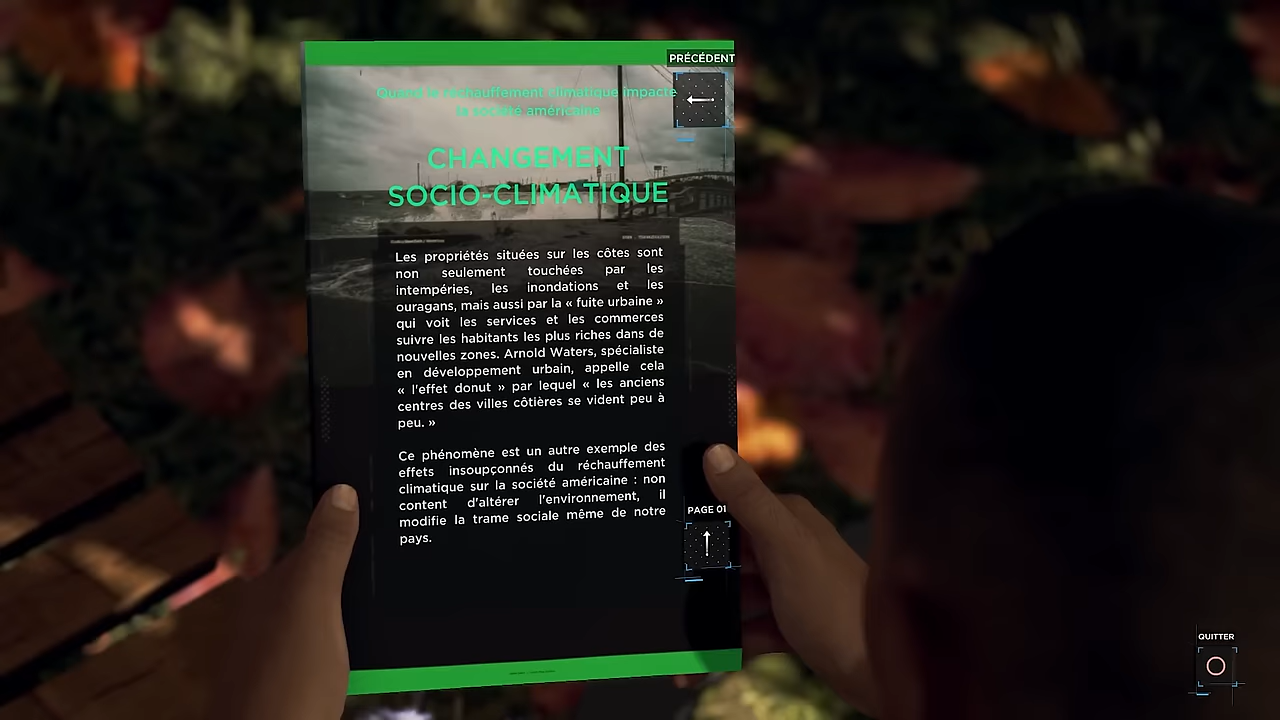 PRÉCÉDENT
Quand le réchauffement climatique impacte
la société américaine
CHANGEMENT
SOCIO-CLIMATIQUE
Les propriétés situées sur les côtes sont
non seulement touchées par les
intempéries, les inondations et les
ouragans, mais aussi par la « fuite urbaine »
qui voit les services et les commerces
suivre les habitants les plus riches dans de
nouvelles zones. Arnold Waters, spécialiste
en développement urbain, appelle cela
« l'effet donut » par lequel « les anciens
centres des villes côtières se vident peu à
peu. »
Ce phénomène est un autre exemple des
effets insoupçonnés du réchauffement
climatique sur la société américaine : non
content d'altérer l'environnement, il
modifie la trame sociale même de notre
pays.
PAGE 01
QUITTER